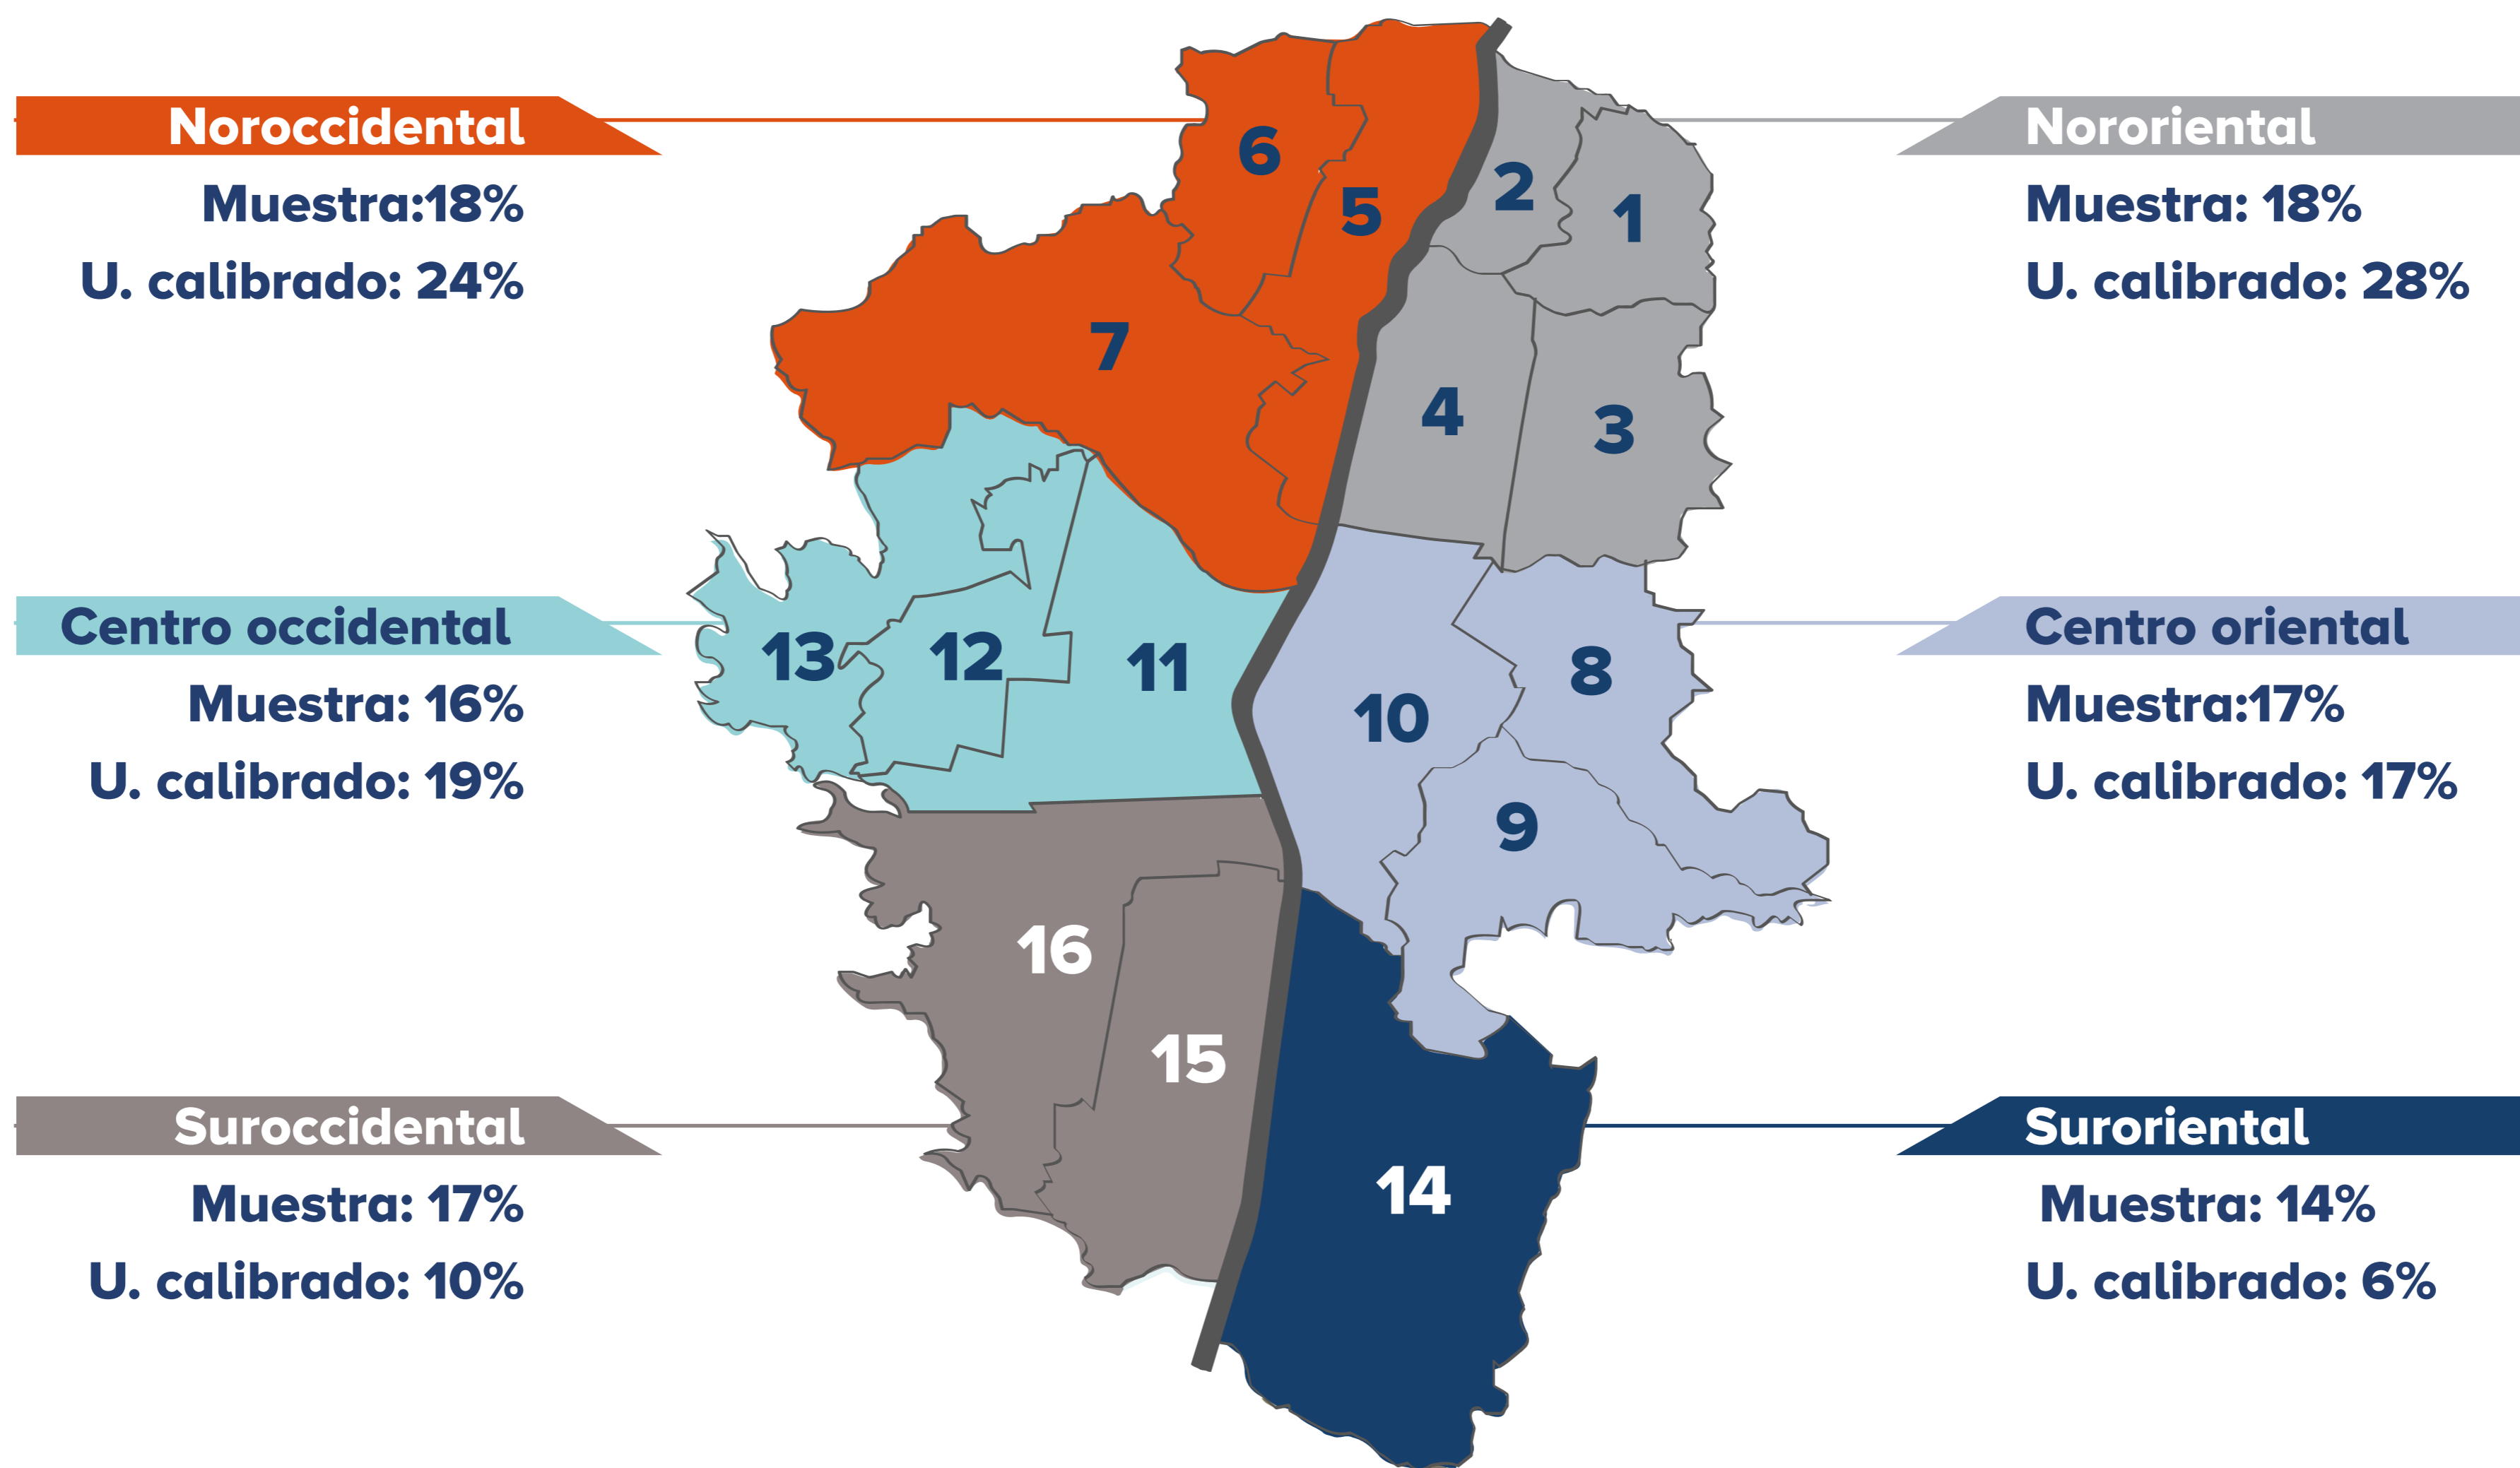 Noroccidental
Muestra:18%
U. calibrado: 24%
Nororiental
Muestra: 18%
U. calibrado: 28%
Centro occidental
Muestra: 16%
U. calibrado: 19%
Centro oriental
Muestra:17%
U. calibrado: 17%
Suroccidental
Muestra: 17%
U. calibrado: 10%
Suroriental
Muestra: 14%
U. calibrado: 6%
6
5
2
1
7
4
3
13
12
11
10
8
9
16
15
14